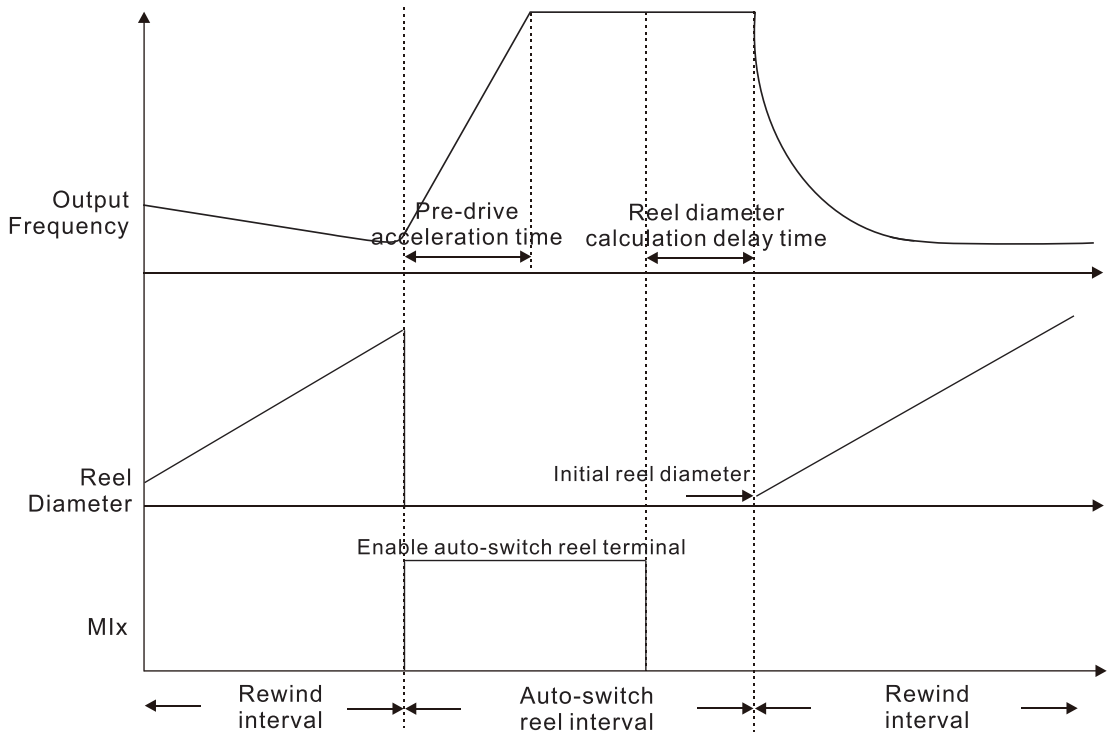 Output
Frequency
Pre-drive
acceleration time
Reel diameter
calculation delay time
Reel
Diameter
Initial reel diameter
Enable auto-switch reel terminal
MIx
Rewind
interval
Auto-switch
reel interval
Rewind
interval